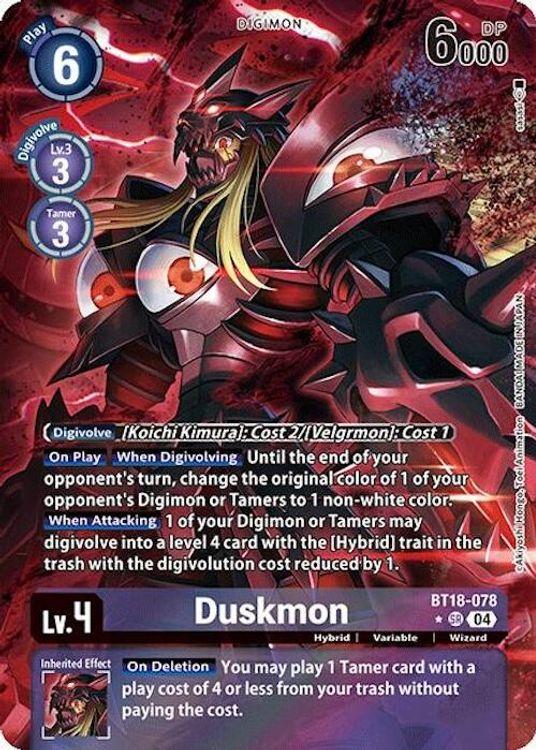 DIGIMON
Play
6
DP
6000
Digivolve
Lv.3
3
Tamer
3
sasasi
Digivolve [Koichi Kimura]: Cost 2/[Velgrmon]: Cost 1
On Play When Digivolving Until the end of your
opponent's turn, change the original color of 1 of your
opponent's Digimon or Tamers to 1 non-white color.
When Attacking 1 of your Digimon or Tamers may
digivolve into a level 4 card with the [Hybrid] trait in the
trash with the digivolution cost reduced by 1.
©Akiyoshi Hongo, Toei Animation BANDAI MADE IN JAPAN
Lv.4
Duskmon
BT18-078
★ SR 04
Hybrid | Variable | Wizard
Inherited Effect
On Deletion You may play 1 Tamer card with a
play cost of 4 or less from your trash without
paying the cost.